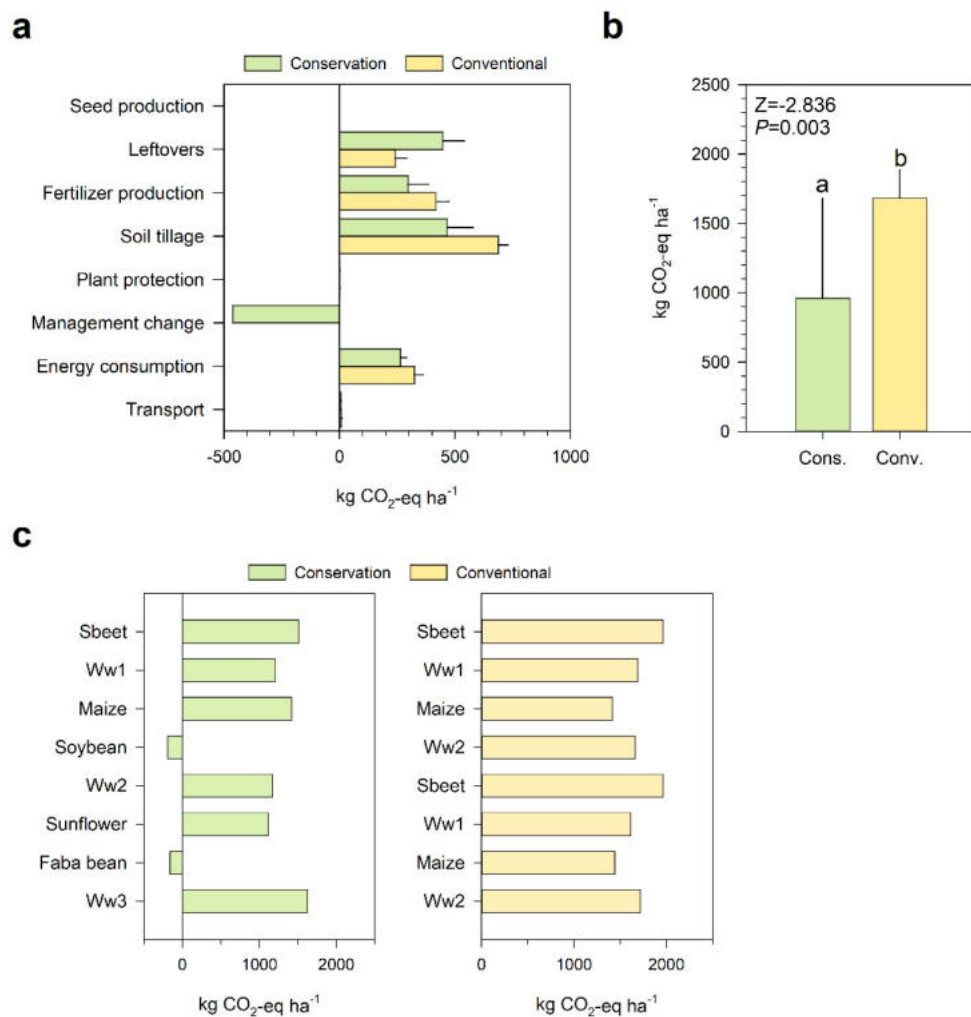 a
Conservation Conventional
Seed production
Leftovers
Fertilizer production
Soil tillage
Plant protection
Management change
Energy consumption
Transport
-500 0 500 1000
kg CO₂-eq ha⁻¹
b
2500
2000
1500
1000
500
0
kg CO₂-eq ha⁻¹
Z=-2.836
P=0.003
a b
Cons. Conv.
c
Conservation Conventional
Sbeet
Ww1
Maize
Soybean
Ww2
Sunflower
Faba bean
Ww3
0 1000 2000
kg CO₂-eq ha⁻¹
Sbeet
Ww1
Maize
Ww2
Sbeet
Ww1
Maize
Ww2
0 1000 2000
kg CO₂-eq ha⁻¹